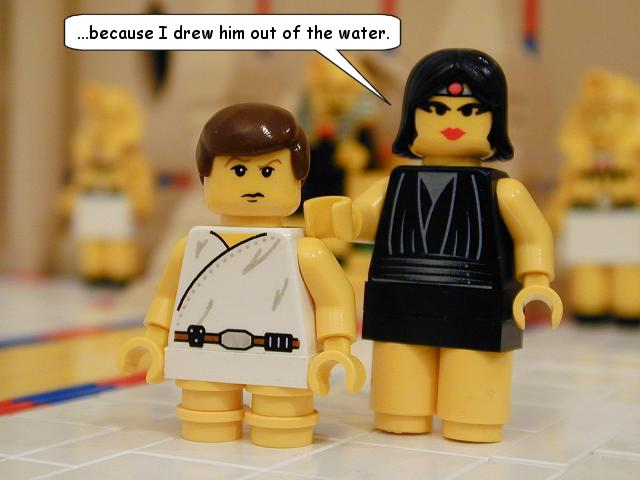 ...because I drew him out of the water.